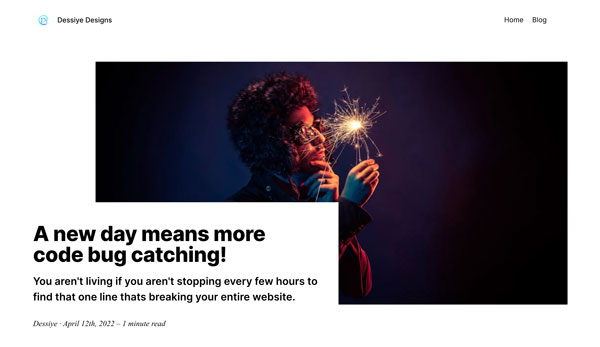 Dessiye Designs
Home Blog
A new day means more
code bug catching!
You aren't living if you aren't stopping every few hours to
find that one line thats breaking your entire website.
Dessiye · April 12th, 2022 – 1 minute read